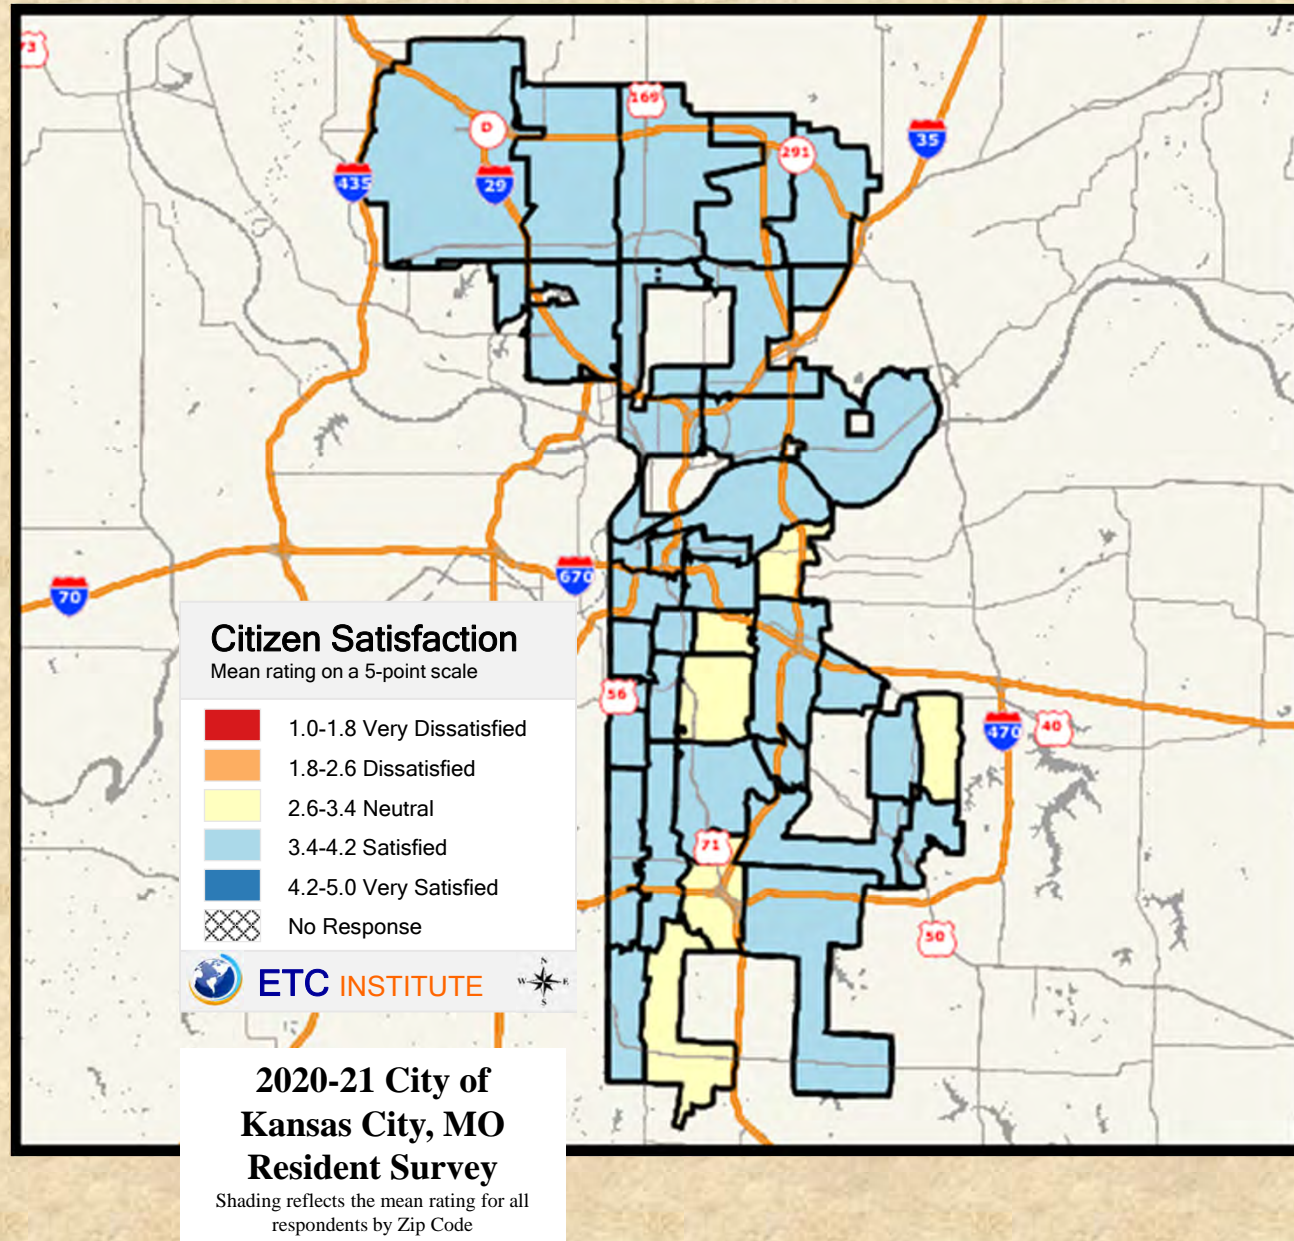 73
169
D
291
35
435
29
70
670
Citizen Satisfaction
Mean rating on a 5-point scale
1.0-1.8 Very Dissatisfied
1.8-2.6 Dissatisfied
2.6-3.4 Neutral
3.4-4.2 Satisfied
4.2-5.0 Very Satisfied
No Response
ETC INSTITUTE
N
W E
S
56
470
40
71
50
2020-21 City of
Kansas City, MO
Resident Survey
Shading reflects the mean rating for all
respondents by Zip Code